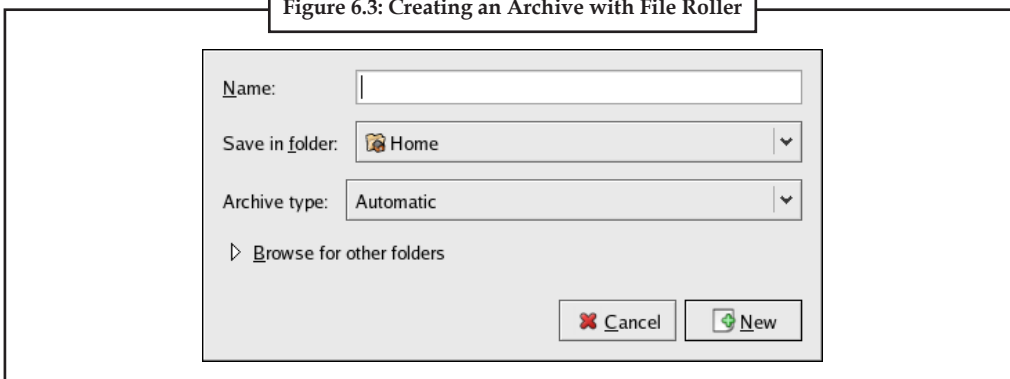 Figure 6.3: Creating an Archive with File Roller
Name:
Save in folder: Home
Archive type: Automatic
Browse for other folders
Cancel New